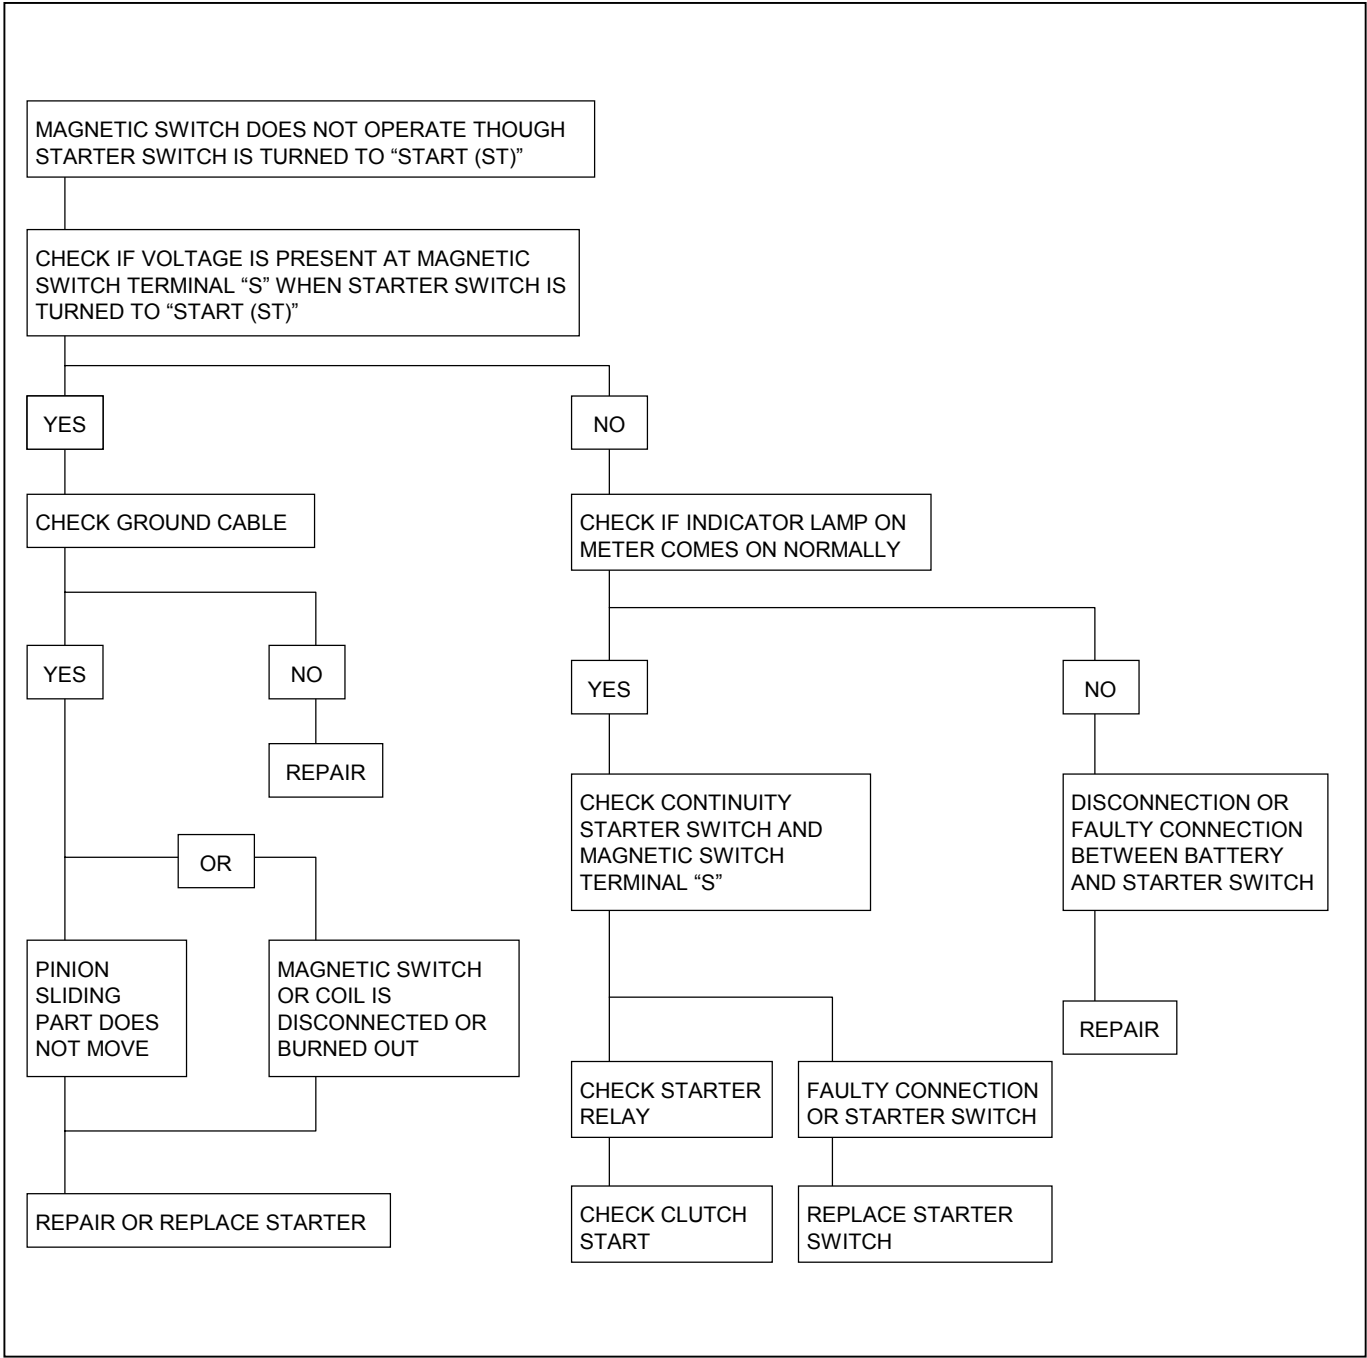 MAGNETIC SWITCH DOES NOT OPERATE THOUGH
STARTER SWITCH IS TURNED TO “START (ST)”
CHECK IF VOLTAGE IS PRESENT AT MAGNETIC
SWITCH TERMINAL “S” WHEN STARTER SWITCH IS
TURNED TO “START (ST)”
YES
NO
CHECK GROUND CABLE
CHECK IF INDICATOR LAMP ON
METER COMES ON NORMALLY
YES
NO
YES
NO
REPAIR
CHECK CONTINUITY
STARTER SWITCH AND
MAGNETIC SWITCH
TERMINAL “S”
DISCONNECTION OR
FAULTY CONNECTION
BETWEEN BATTERY
AND STARTER SWITCH
OR
PINION
SLIDING
PART DOES
NOT MOVE
MAGNETIC SWITCH
OR COIL IS
DISCONNECTED OR
BURNED OUT
REPAIR
CHECK STARTER
RELAY
FAULTY CONNECTION
OR STARTER SWITCH
REPAIR OR REPLACE STARTER
CHECK CLUTCH
START
REPLACE STARTER
SWITCH